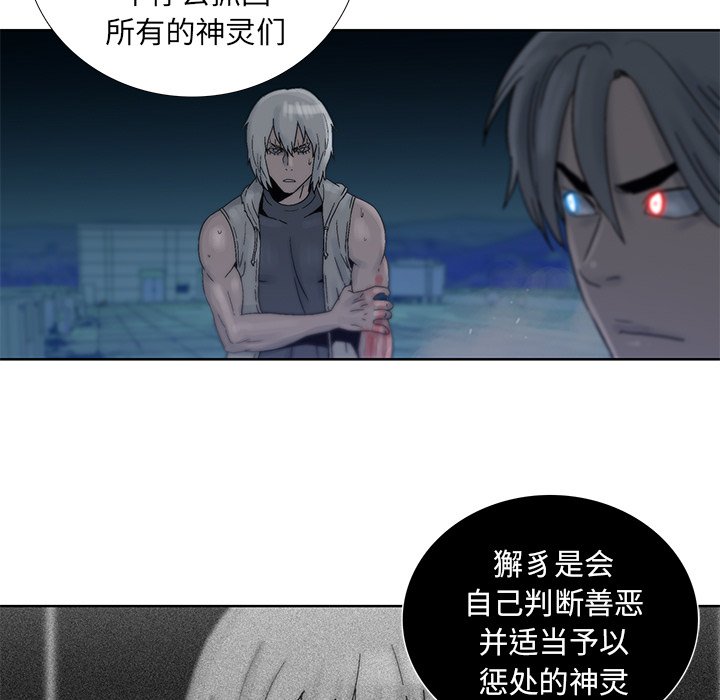 所有的神灵们
獬豸是会
自己判断善恶
并适当予以
惩处的神灵